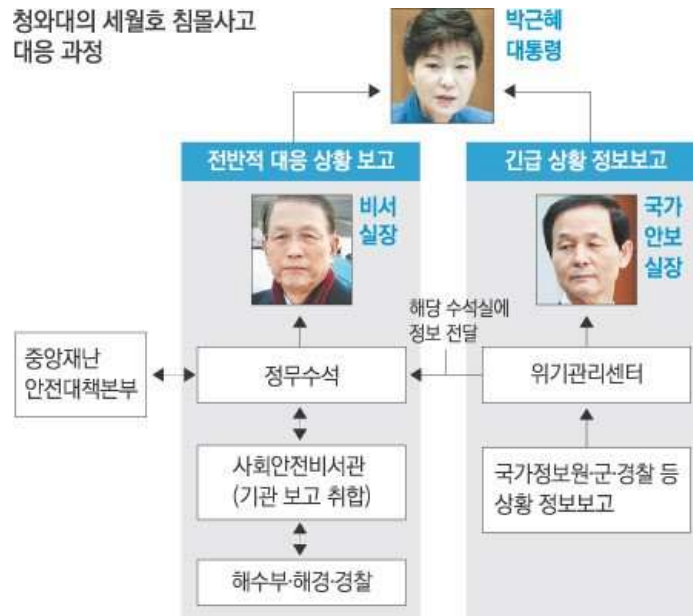 청와대의 세월호 침몰사고
대응 과정
박근혜
대통령
전반적 대응 상황 보고
긴급 상황 정보보고
비서
실장
국가
안보
실장
해당 수석실에
정보 전달
중앙재난
안전대책본부
정무수석
위기관리센터
사회안전비서관
(기관 보고 취합)
국가정보원·군·경찰 등
상황 정보보고
해수부·해경·경찰